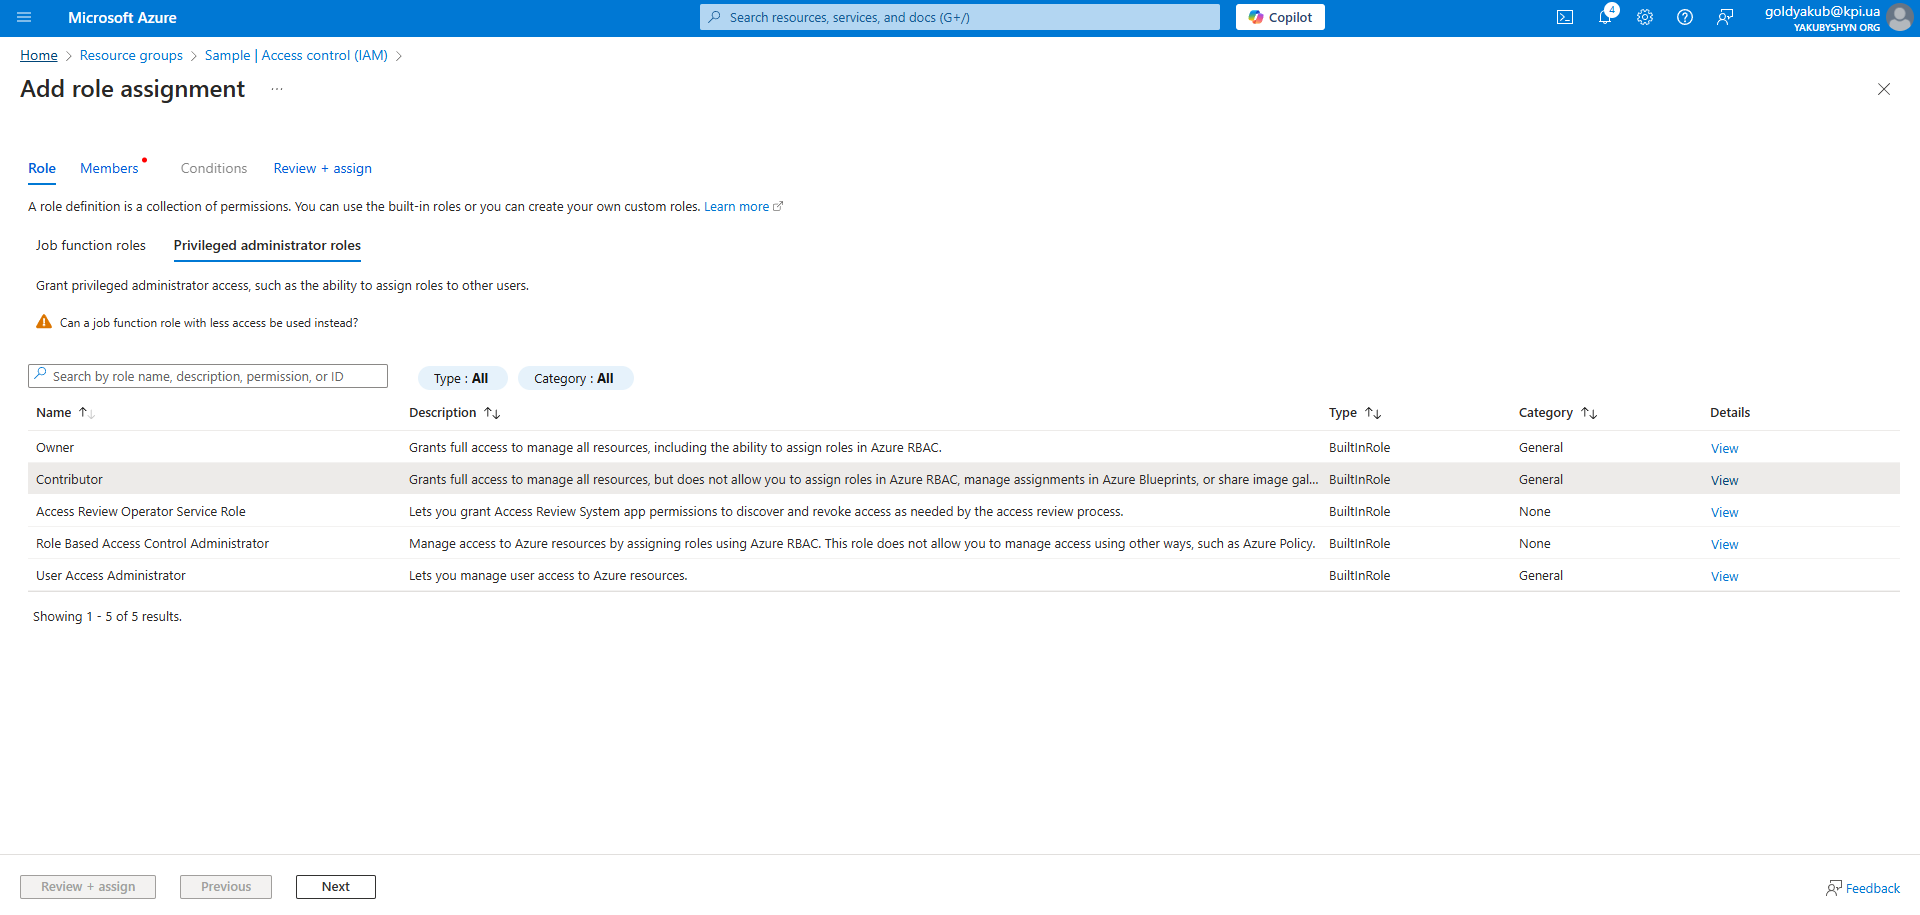 Microsoft Azure
Search resources, services, and docs (G+/)
Copilot
4
goldyakub@kpi.ua
YAKUBYSHYN ORG
Home > Resource groups > Sample | Access control (IAM) >
Add role assignment ...
Role Members Conditions Review + assign
A role definition is a collection of permissions. You can use the built-in roles or you can create your own custom roles. Learn more
Job function roles Privileged administrator roles
Grant privileged administrator access, such as the ability to assign roles to other users.
Can a job function role with less access be used instead?
Search by role name, description, permission, or ID Type : All Category : All
Name Description Type Category Details
Owner Grants full access to manage all resources, including the ability to assign roles in Azure RBAC. BuiltInRole General View
Contributor Grants full access to manage all resources, but does not allow you to assign roles in Azure RBAC, manage assignments in Azure Blueprints, or share image gal... BuiltInRole General View
Access Review Operator Service Role Lets you grant Access Review System app permissions to discover and revoke access as needed by the access review process. BuiltInRole None View
Role Based Access Control Administrator Manage access to Azure resources by assigning roles using Azure RBAC. This role does not allow you to manage access using other ways, such as Azure Policy. BuiltInRole None View
User Access Administrator Lets you manage user access to Azure resources. BuiltInRole General View
Showing 1 - 5 of 5 results.
Review + assign Previous Next Feedback